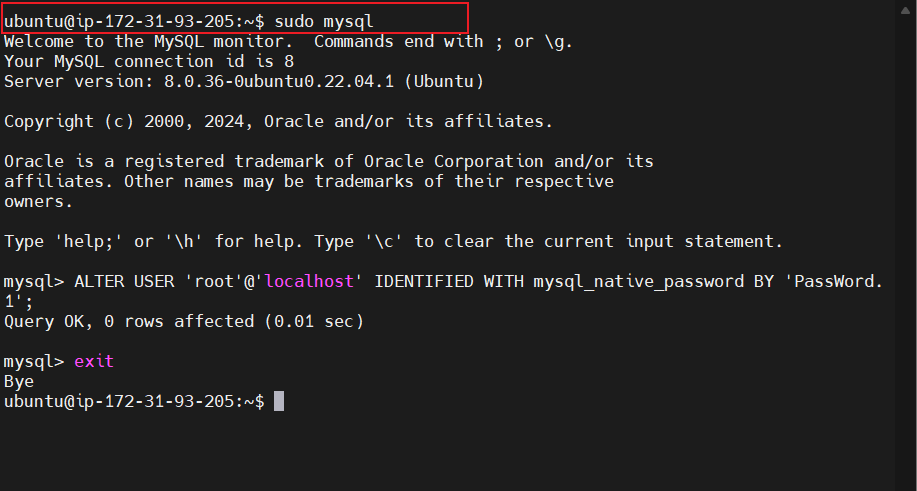 ubuntu@ip-172-31-93-205:~$ sudo mysql
Welcome to the MySQL monitor.  Commands end with ; or \g.
Your MySQL connection id is 8
Server version: 8.0.36-0ubuntu0.22.04.1 (Ubuntu)
Copyright (c) 2000, 2024, Oracle and/or its affiliates.
Oracle is a registered trademark of Oracle Corporation and/or its
affiliates. Other names may be trademarks of their respective
owners.
Type 'help;' or '\h' for help. Type '\c' to clear the current input statement.
mysql> ALTER USER 'root'@'localhost' IDENTIFIED WITH mysql_native_password BY 'PassWord.
1';
Query OK, 0 rows affected (0.01 sec)
mysql> exit
Bye
ubuntu@ip-172-31-93-205:~$